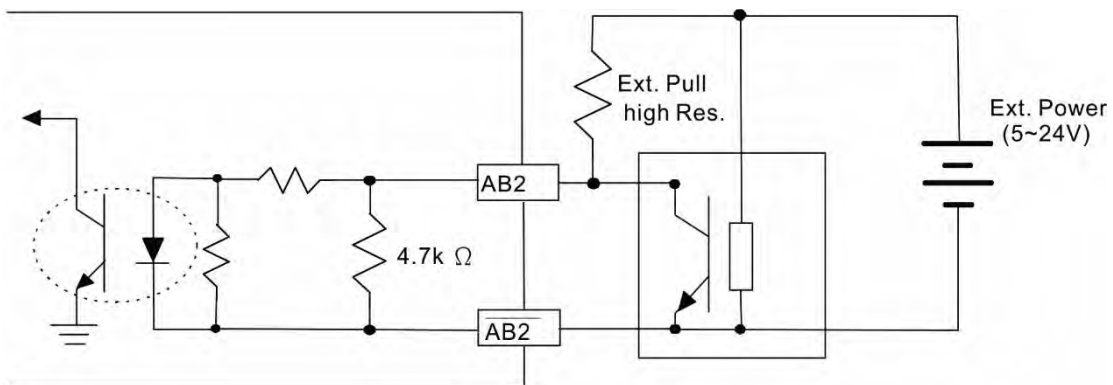 Ext. Pull
high Res.
Ext. Power
(5~24V)
AB2
4.7k Ω
AB2